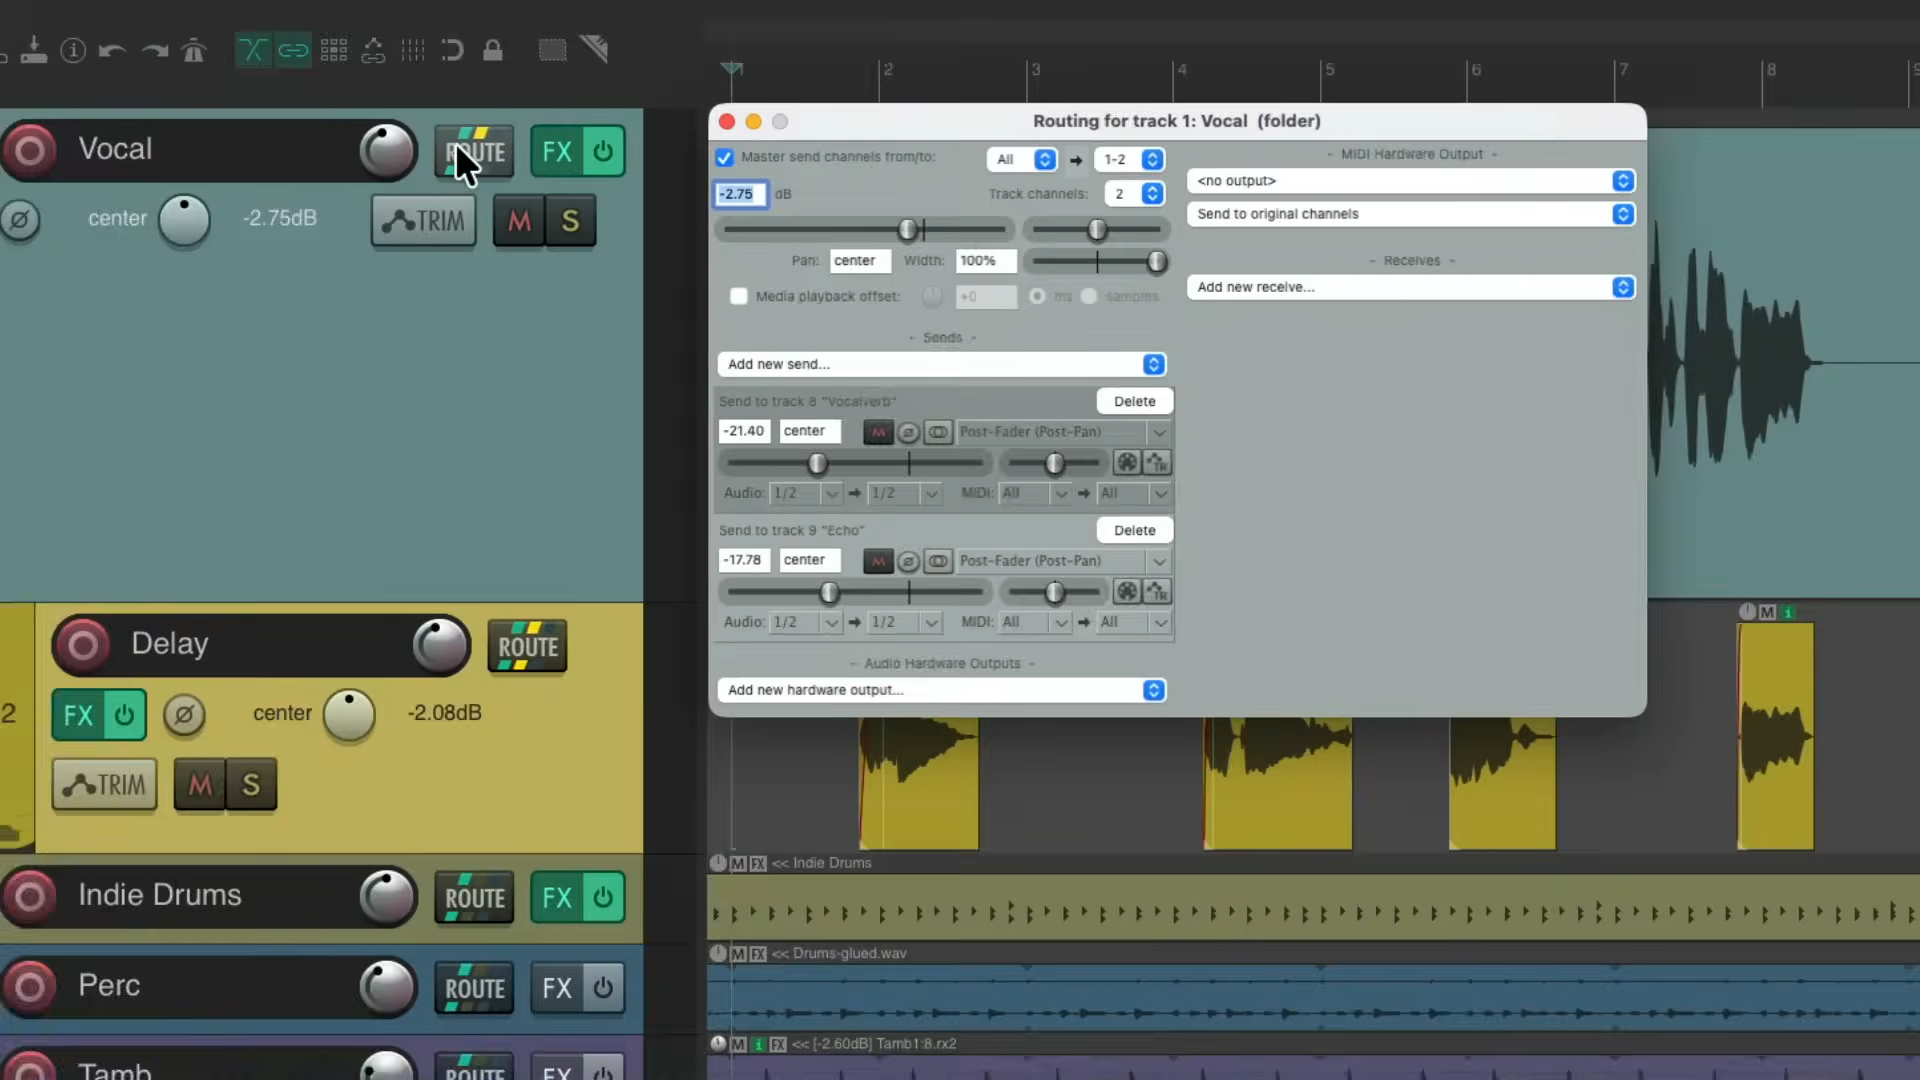 1 2 3 4 5 6 7 8 9
Vocal ROUTE FX
center -2.75dB TRIM M S
Routing for track 1: Vocal (folder)
Master send channels from/to: All 1-2
-2.75 dB Track channels: 2
Pan: center Width: 100%
Media playback offset: +0 ms samples
- Sends -
Add new send...
Send to track 8 "Vocalverb" Delete
-21.40 center M Post-Fader (Post-Pan)
TR
Audio: 1/2 1/2 MIDI: All All
Send to track 9 "Echo" Delete
-17.78 center M Post-Fader (Post-Pan)
TR
Audio: 1/2 1/2 MIDI: All All
- Audio Hardware Outputs -
Add new hardware output...
- MIDI Hardware Output -
<no output>
Send to original channels
- Receives -
Add new receive...
M i
2 Delay ROUTE
FX center -2.08dB
TRIM M S
Indie Drums ROUTE FX
M FX << Indie Drums
Perc ROUTE FX
M FX << Drums-glued.wav
Tamb ROUTE FX
M i FX << [-2.60dB] Tamb1:8.rx2